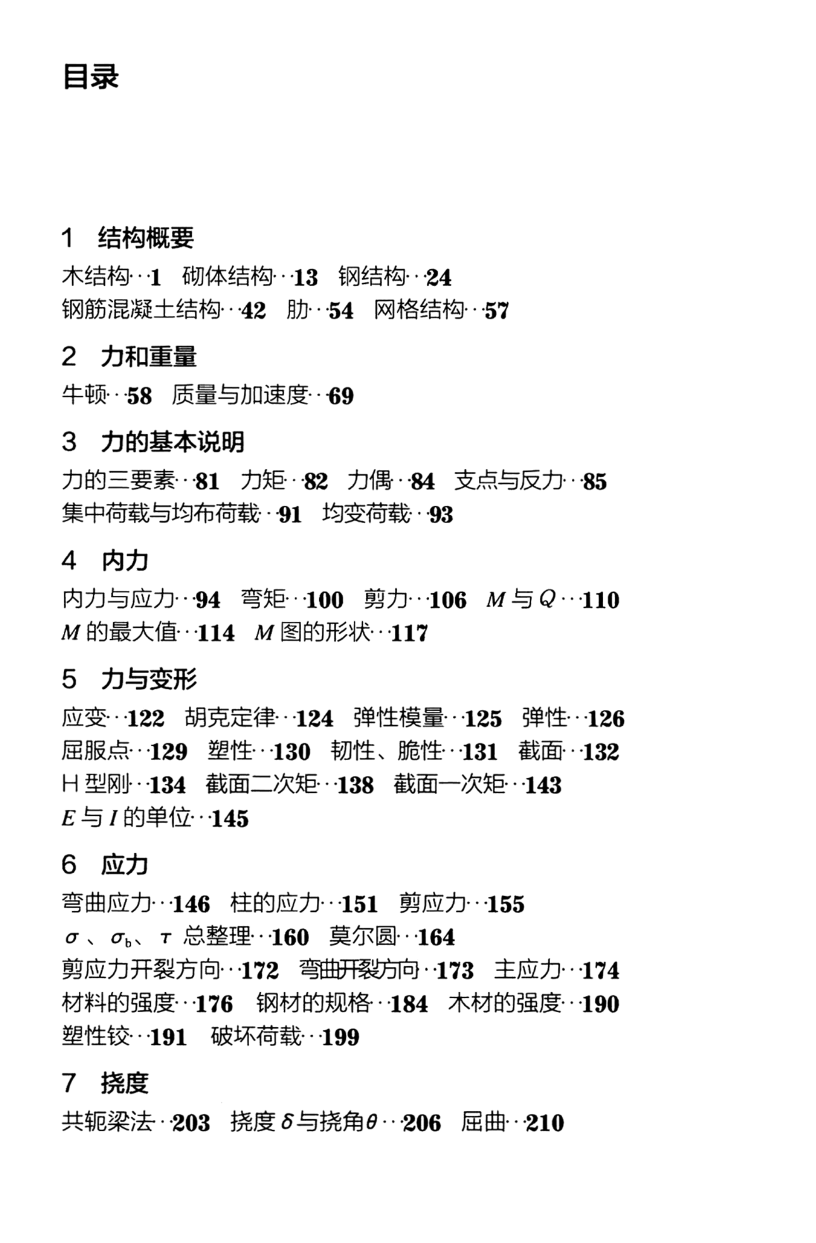 目录
1 结构概要
木结构…1 砌体结构…13 钢结构…24
钢筋混凝土结构…42 肋…54 网格结构…57
2 力和重量
牛顿…58 质量与加速度…69
3 力的基本说明
力的三要素…81 力矩…82 力偶…84 支点与反力…85
集中荷载与均布荷载…91 均变荷载…93
4 内力
内力与应力…94 弯矩…100 剪力…106 M 与 Q …110
M 的最大值…114 M 图的形状…117
5 力与变形
应变…122 胡克定律…124 弹性模量…125 弹性…126
屈服点…129 塑性…130 韧性、脆性…131 截面…132
H 型刚…134 截面二次矩…138 截面一次矩…143
E 与 I 的单位…145
6 应力
弯曲应力…146 柱的应力…151 剪应力…155
σ 、σb、 τ 总整理…160 莫尔圆…164
剪应力开裂方向…172 弯曲开裂方向…173 主应力…174
材料的强度…176 钢材的规格…184 木材的强度…190
塑性铰…191 破坏荷载…199
7 挠度
共轭梁法…203 挠度 δ 与挠角θ …206 屈曲…210